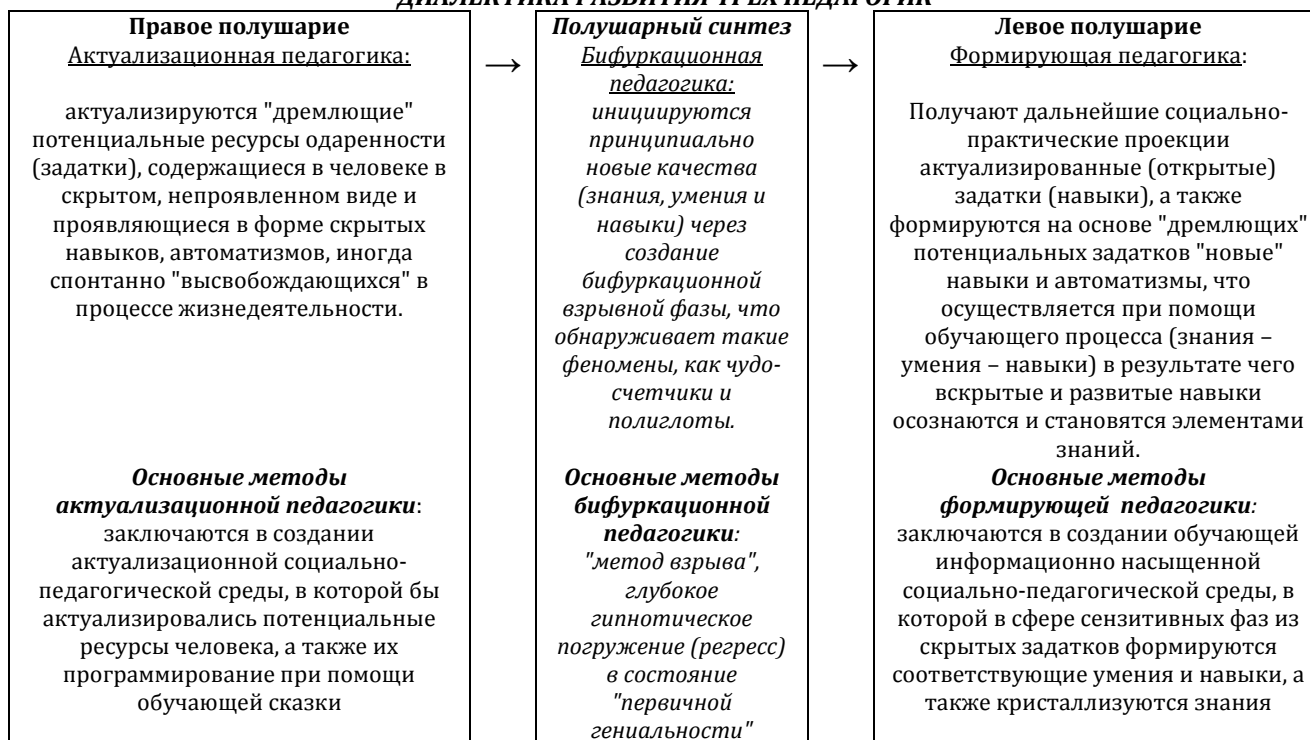 ДИАЛЕКТИКА РАЗВИТИЯ ТРЕХ ПЕДАГОГИК
Правое полушарие
Актуализационная педагогика:
актуализируются "дремлющие"
потенциальные ресурсы одаренности
(задатки), содержащиеся в человеке в
скрытом, непроявленном виде и
проявляющиеся в форме скрытых
навыков, автоматизмов, иногда
спонтанно "высвобождающихся" в
процессе жизнедеятельности.
Основные методы
актуализационной педагогики:
заключаются в создании
актуализационной социально-
педагогической среды, в которой бы
актуализировались потенциальные
ресурсы человека, а также их
программирование при помощи
обучающей сказки
→
Полушарный синтез
Бифуркационная
педагогика:
инициируются
принципиально
новые качества
(знания, умения и
навыки) через
создание
бифуркационной
взрывной фазы, что
обнаруживает такие
феномены, как чудо-
счетчики и
полиглоты.
Основные методы
бифуркационной
педагогики:
"метод взрыва",
глубокое
гипнотическое
погружение (регресс)
в состояние
"первичной
гениальности"
→
Левое полушарие
Формирующая педагогика:
Получают дальнейшие социально-
практические проекции
актуализированные (открытые)
задатки (навыки), а также
формируются на основе "дремлющих"
потенциальных задатков "новые"
навыки и автоматизмы, что
осуществляется при помощи
обучающего процесса (знания –
умения – навыки) в результате чего
вскрытые и развитые навыки
осознаются и становятся элементами
знаний.
Основные методы
формирующей педагогики:
заключаются в создании обучающей
информационно насыщенной
социально-педагогической среды, в
которой в сфере сензитивных фаз из
скрытых задатков формируются
соответствующие умения и навыки, а
также кристаллизуются знания